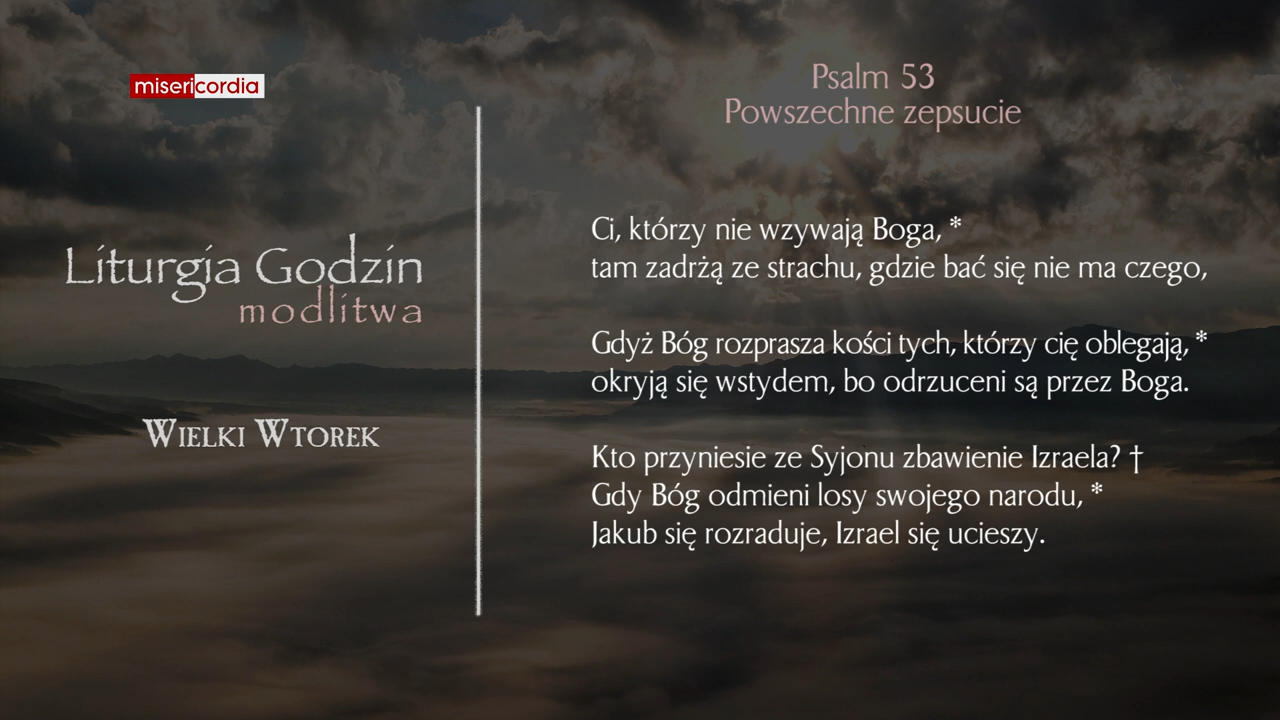 misericordia
Liturgia Godzin
modlitwa
Wielki Wtorek
Psalm 53
Powszechne zepsucie
Ci, którzy nie wzywają Boga, *
tam zadrżą ze strachu, gdzie bać się nie ma czego,
Gdyż Bóg rozprasza kości tych, którzy cię oblegają, *
okryją się wstydem, bo odrzuceni są przez Boga.
Kto przyniesie ze Syjonu zbawienie Izraela? †
Gdy Bóg odmieni losy swojego narodu, *
Jakub się rozraduje, Izrael się ucieszy.